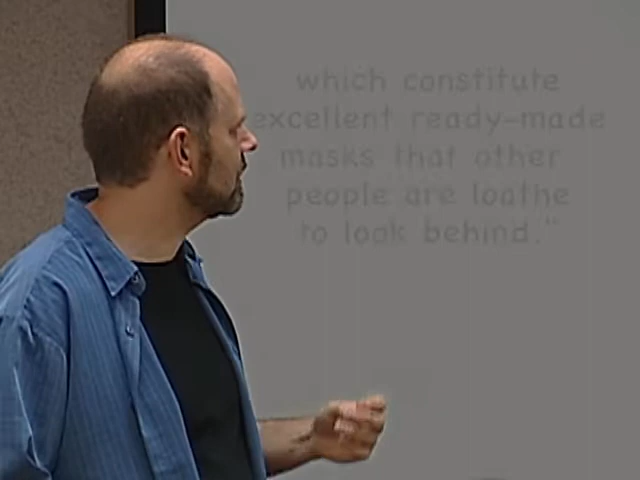 which constitute
excellent ready-made
masks that other
people are loathe
to look behind."